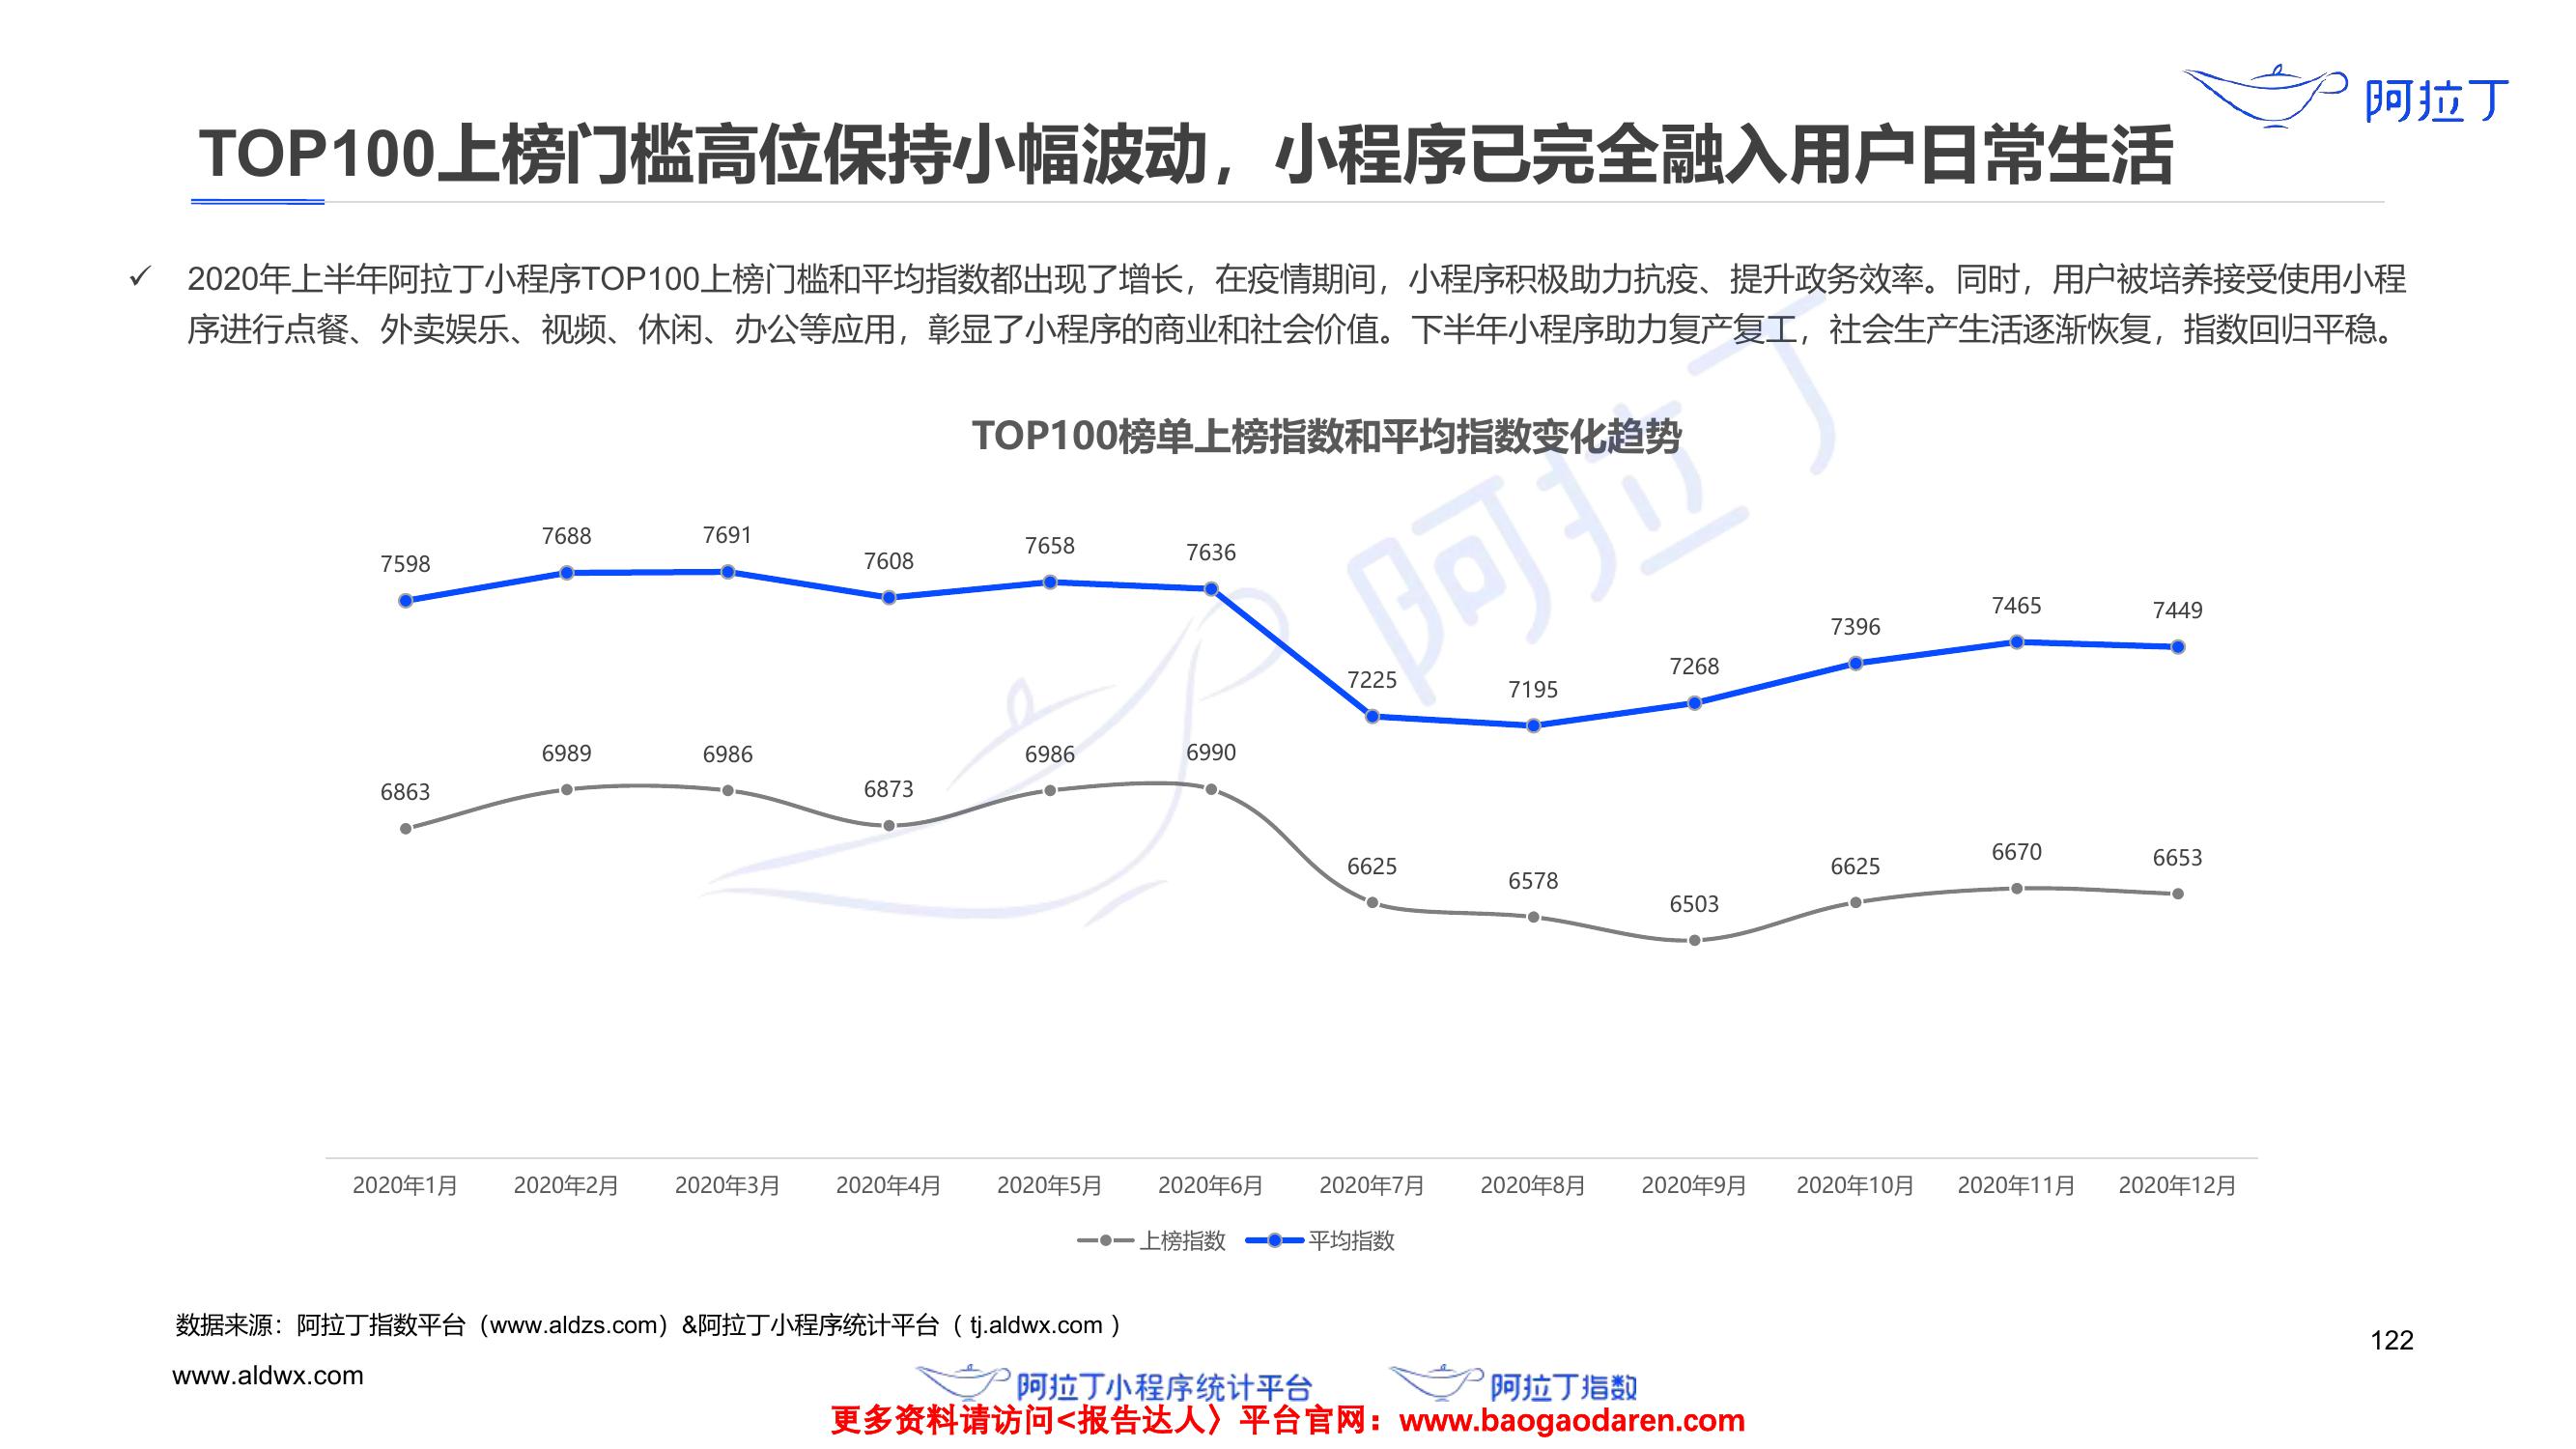 阿拉丁
TOP100上榜门槛高位保持小幅波动，小程序已完全融入用户日常生活
✓ 2020年上半年阿拉丁小程序TOP100上榜门槛和平均指数都出现了增长，在疫情期间，小程序积极助力抗疫、提升政务效率。同时，用户被培养接受使用小程
序进行点餐、外卖娱乐、视频、休闲、办公等应用，彰显了小程序的商业和社会价值。下半年小程序助力复产复工，社会生产生活逐渐恢复，指数回归平稳。
TOP100榜单上榜指数和平均指数变化趋势
阿拉丁
7598 7688 7691 7608 7658 7636 7225 7195 7268 7396 7465 7449
6863 6989 6986 6873 6986 6990 6625 6578 6503 6625 6670 6653
2020年1月 2020年2月 2020年3月 2020年4月 2020年5月 2020年6月 2020年7月 2020年8月 2020年9月 2020年10月 2020年11月 2020年12月
上榜指数 平均指数
数据来源：阿拉丁指数平台（www.aldzs.com）&阿拉丁小程序统计平台（ tj.aldwx.com ）
122
www.aldwx.com
阿拉丁小程序统计平台 阿拉丁指数
更多资料请访问<报告达人〉平台官网：www.baogaodaren.com